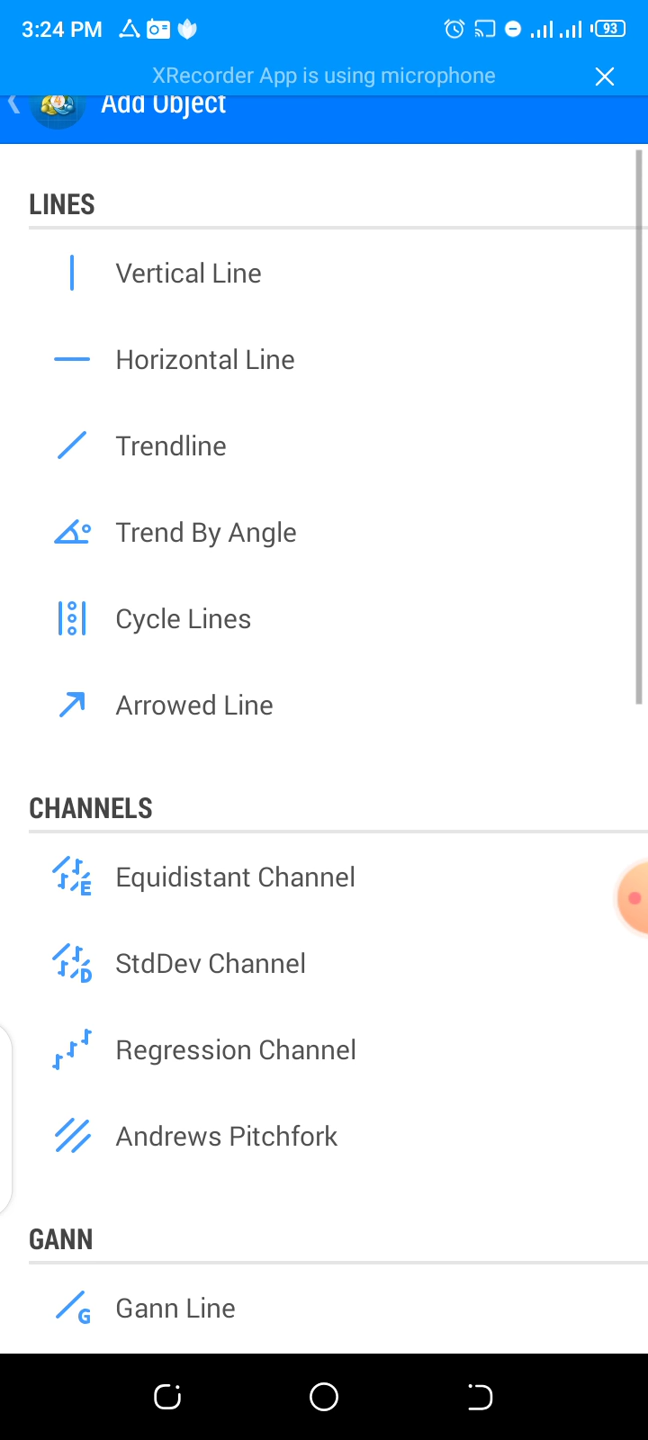 3:24 PM
93
XRecorder App is using microphone
Add Object
LINES
Vertical Line
Horizontal Line
Trendline
Trend By Angle
Cycle Lines
Arrowed Line
CHANNELS
E
Equidistant Channel
D
StdDev Channel
Regression Channel
Andrews Pitchfork
GANN
G
Gann Line